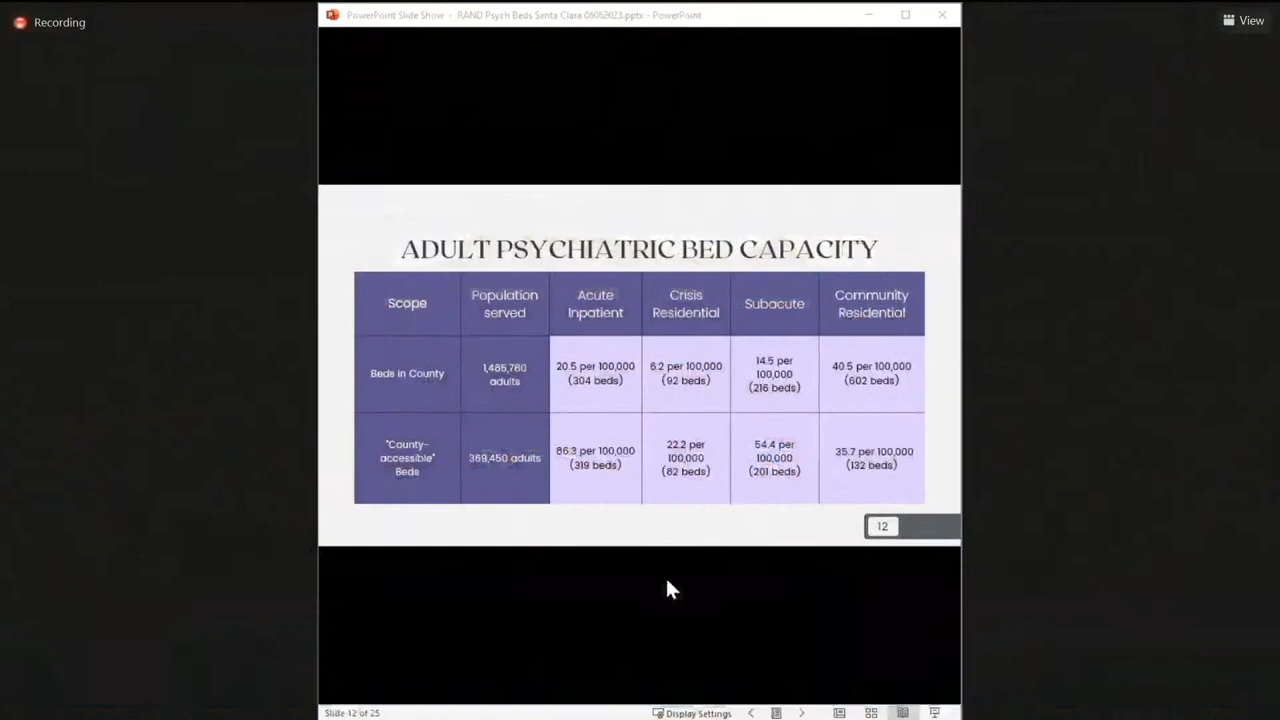 Recording
PowerPoint Slide Show - RAND Psych Beds Santa Clara 06052023.pptx - PowerPoint
View
ADULT PSYCHIATRIC BED CAPACITY
Scope
Population
served
Acute
Inpatient
Crisis
Residential
Subacute
Community
Residential
Beds in County
1,485,780
adults
20.5 per 100,000
(304 beds)
6.2 per 100,000
(92 beds)
14.5 per
100,000
(216 beds)
40.5 per 100,000
(602 beds)
"County-
accessible"
Beds
369,450 adults
86.3 per 100,000
(319 beds)
22.2 per
100,000
(82 beds)
54.4 per
100,000
(201 beds)
35.7 per 100,000
(132 beds)
12
Slide 12 of 25
Display Settings